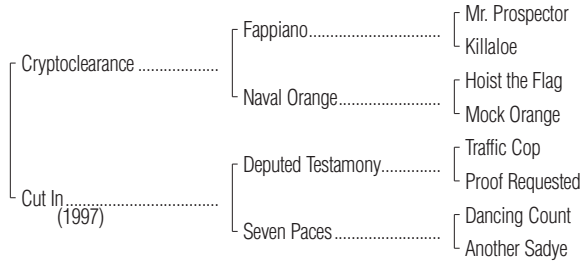 Mr. Prospector
Fappiano
Killaloe
Cryptoclearance
Hoist the Flag
Naval Orange
Mock Orange
Traffic Cop
Deputed Testamony
Proof Requested
Cut In
(1997)
Dancing Count
Seven Paces
Another Sadye